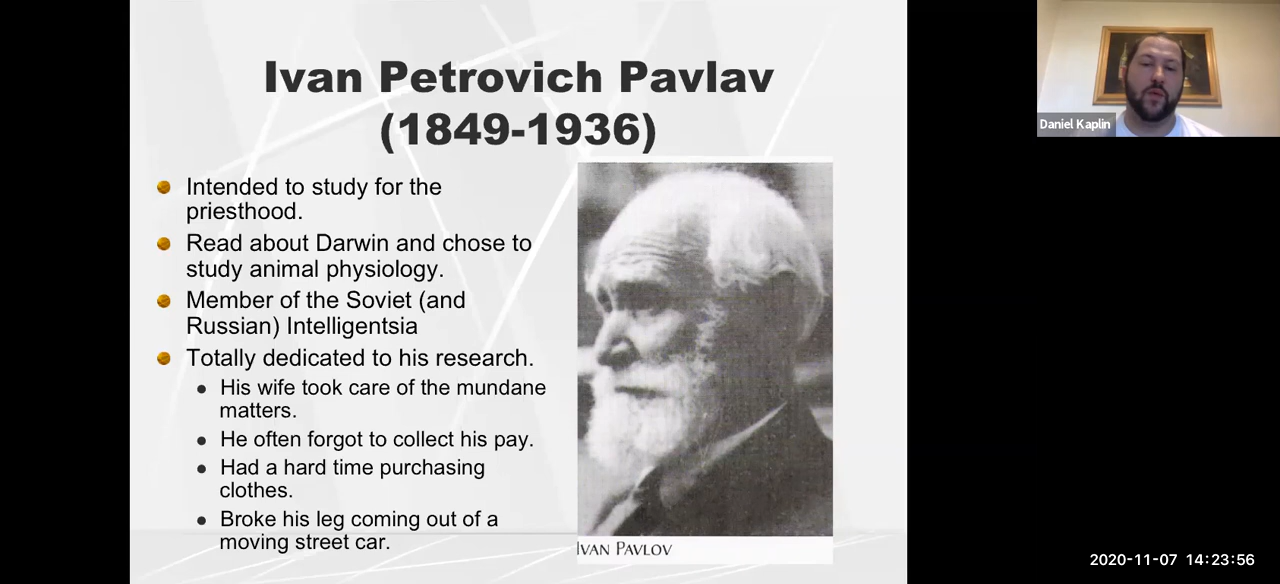 Ivan Petrovich Pavlav
(1849-1936)
Intended to study for the
priesthood.
Read about Darwin and chose to
study animal physiology.
Member of the Soviet (and
Russian) Intelligentsia
Totally dedicated to his research.
His wife took care of the mundane
matters.
He often forgot to collect his pay.
Had a hard time purchasing
clothes.
Broke his leg coming out of a
moving street car.
IVAN PAVLOV
Daniel Kaplin
2020-11-07 14:23:56